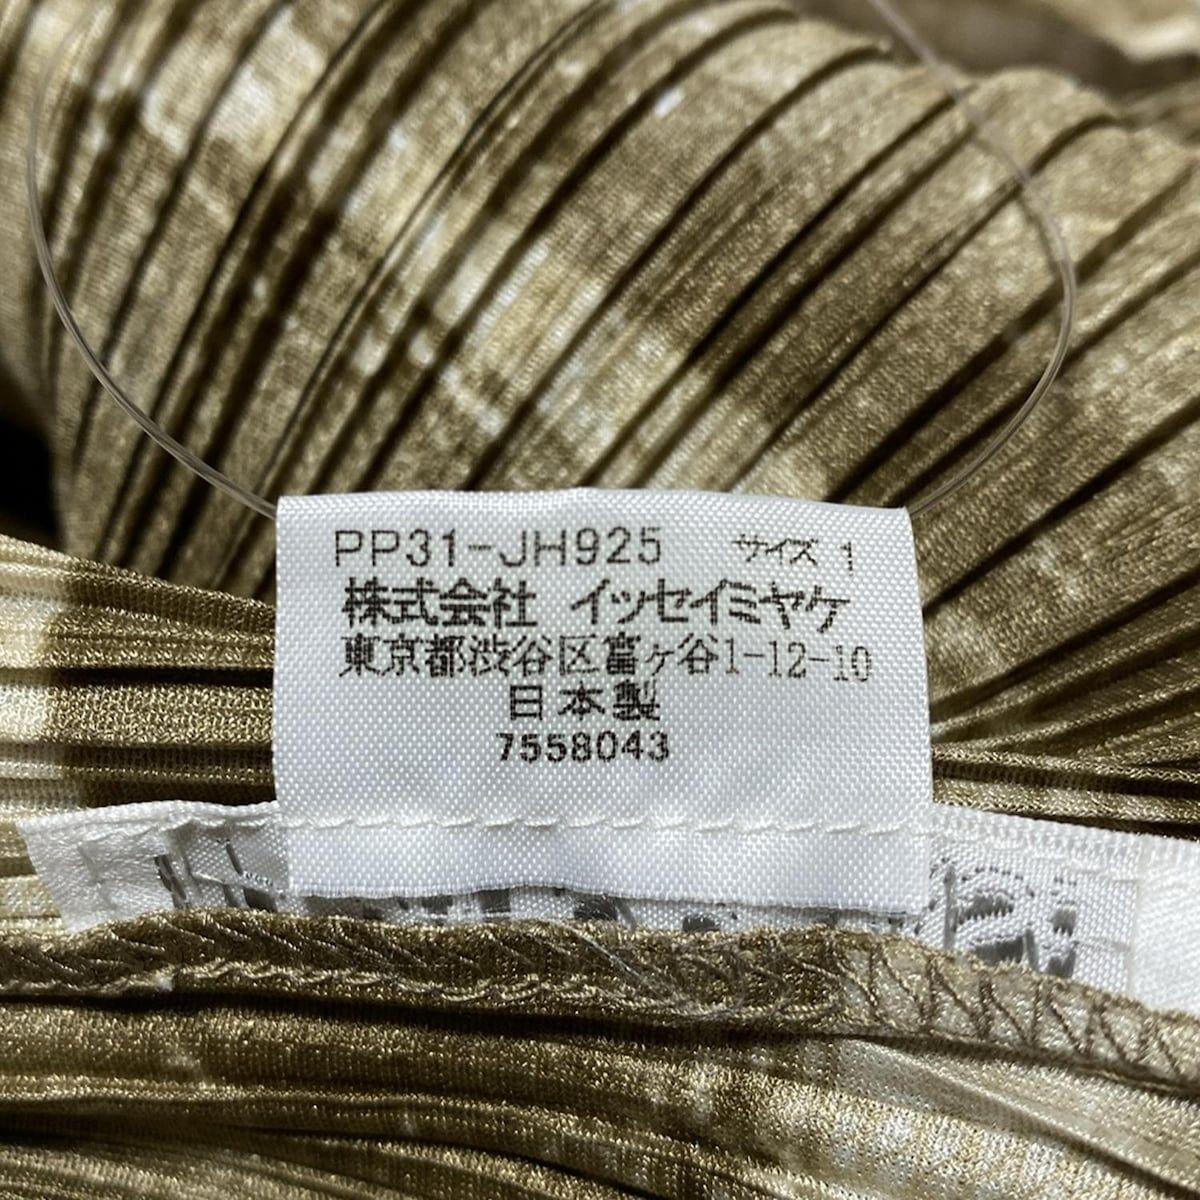 PP31-JH925 サイズ 1
株式会社 イッセイミヤケ
東京都渋谷区富ヶ谷1-12-10
日本製
7558043